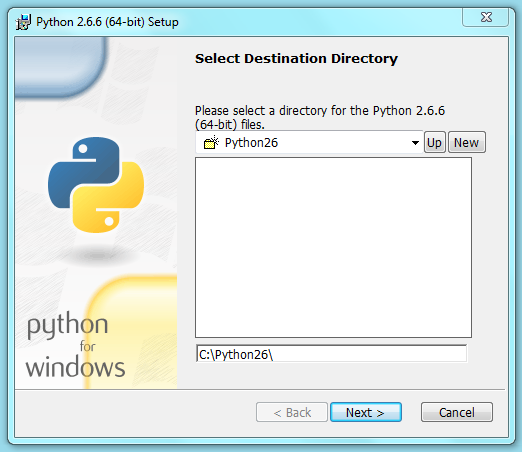 Python 2.6.6 (64-bit) Setup
Select Destination Directory
Please select a directory for the Python 2.6.6
(64-bit) files.
Python26
Up
New
C:\Python26\
python
for
windows
< Back
Next >
Cancel